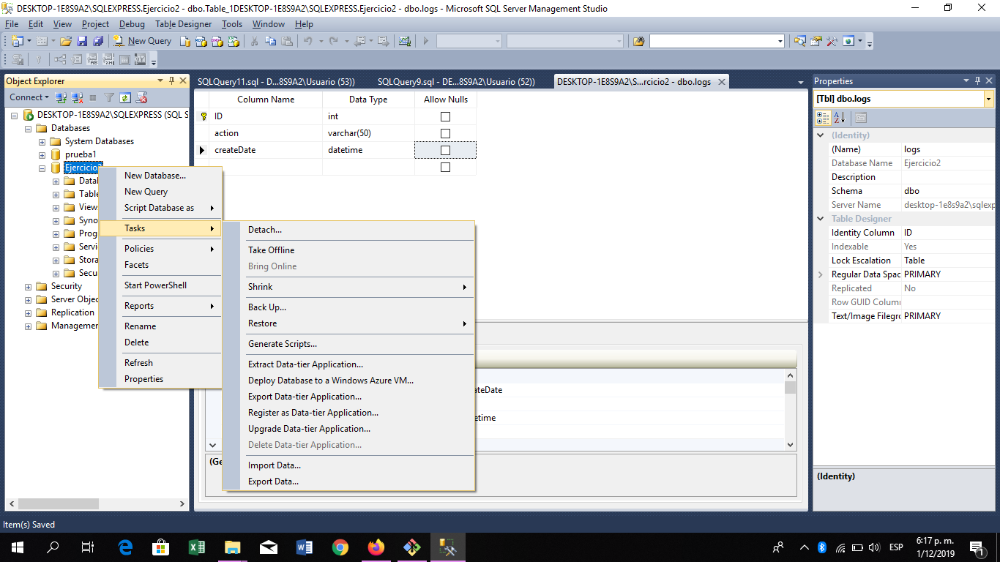 DESKTOP-1E8S9A2\SQLEXPRESS.Ejercicio2 - dbo.Table_1DESKTOP-1E8S9A2\SQLEXPRESS.Ejercicio2 - dbo.logs - Microsoft SQL Server Management Studio
File Edit View Project Debug Table Designer Tools Window Help
New Query
Object Explorer
Connect
DESKTOP-1E8S9A2\SQLEXPRESS (SQL S
Databases
System Databases
prueba1
Ejercicio2
Datab
Table
Views
Syno
Prog
Servi
Stora
Secu
Security
Server Objec
Replication
Managemen
New Database...
New Query
Script Database as
Tasks
Policies
Facets
Start PowerShell
Reports
Rename
Delete
Refresh
Properties
Detach...
Take Offline
Bring Online
Shrink
Back Up...
Restore
Generate Scripts...
Extract Data-tier Application...
Deploy Database to a Windows Azure VM...
Export Data-tier Application...
Register as Data-tier Application...
Upgrade Data-tier Application...
Delete Data-tier Application...
Import Data...
Export Data...
SQLQuery11.sql - D...8S9A2\Usuario (53))
SQLQuery9.sql - DE...8S9A2\Usuario (52))
DESKTOP-1E8S9A2\S...rcicio2 - dbo.logs
Column Name Data Type Allow Nulls
ID int
action varchar(50)
createDate datetime
ateDate
etime
(Ge
Properties
[Tbl] dbo.logs
(Identity)
(Name) logs
Database Name Ejercicio2
Description
Schema dbo
Server Name desktop-1e8s9a2\sqlexp
Table Designer
Identity Column ID
Indexable Yes
Lock Escalation Table
Regular Data Spac PRIMARY
Replicated No
Row GUID Column
Text/Image Filegro PRIMARY
(Identity)
Item(s) Saved
ESP
6:17 p. m.
1/12/2019
1